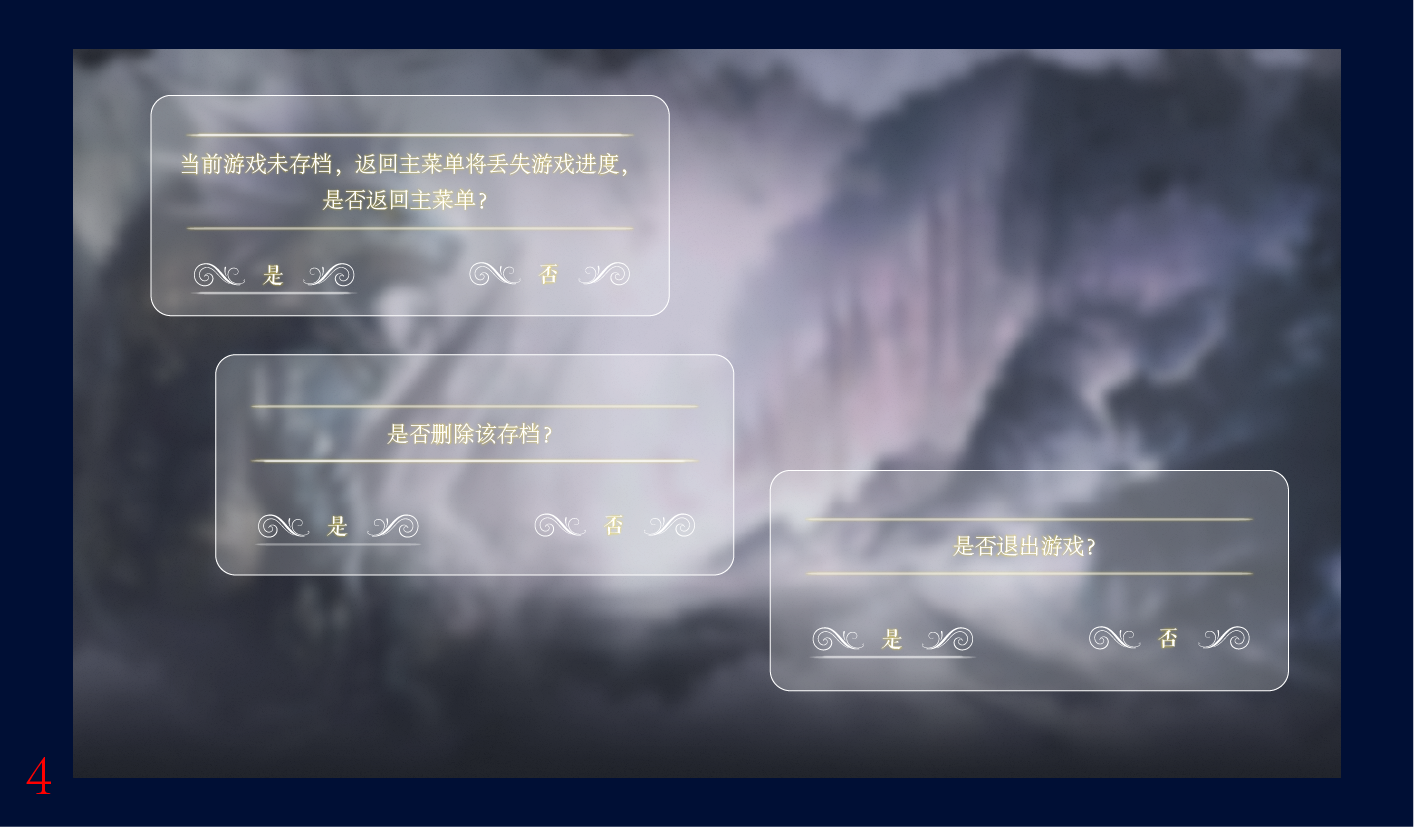 当前游戏未存档，返回主菜单将丢失游戏进度，
是否返回主菜单？
是 否
是否删除该存档？
是 否
是否退出游戏？
是 否
4